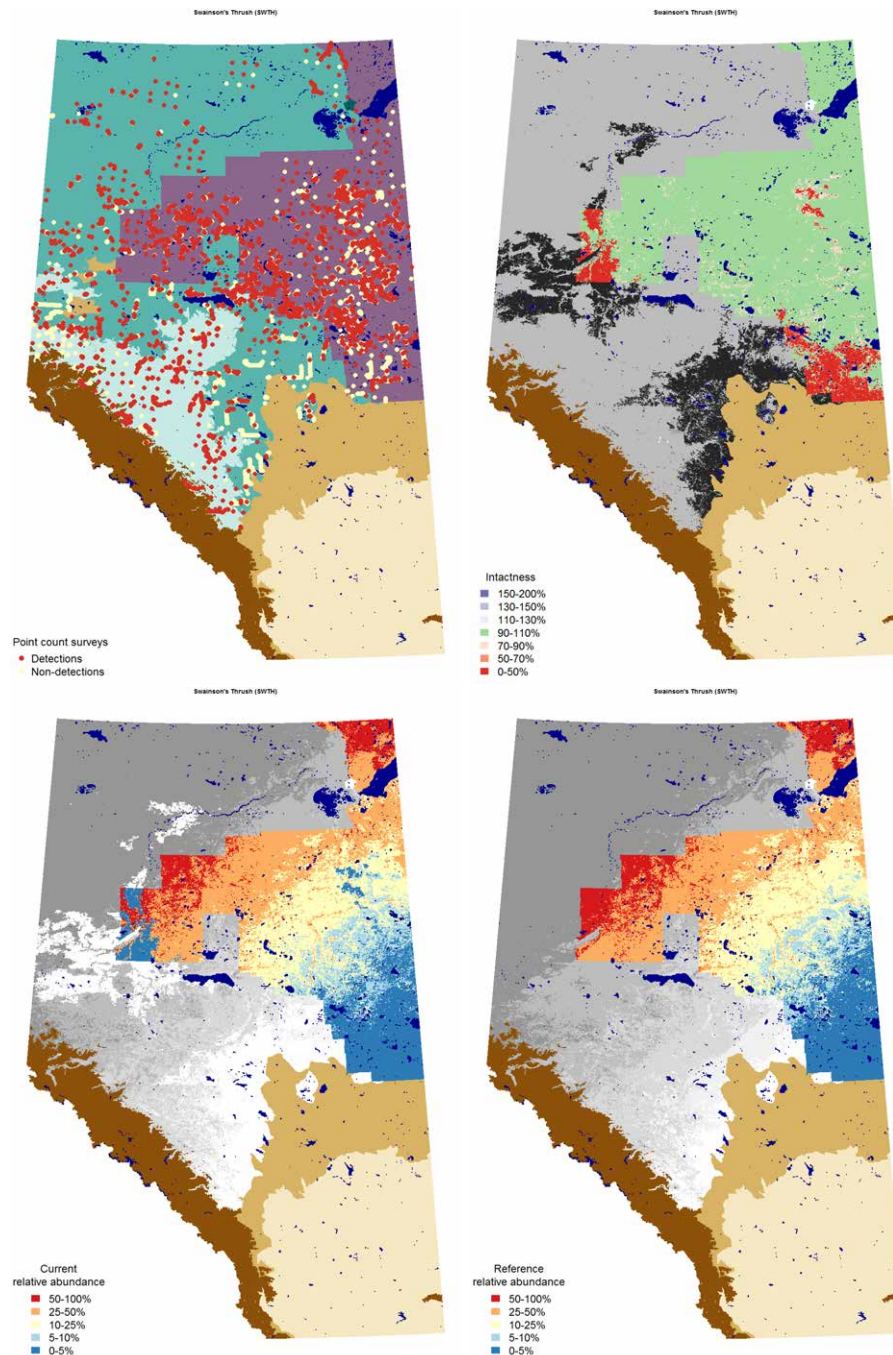 Swainson's Thrush (SWTH)
Point count surveys
Detections
Non-detections
Swainson's Thrush (SWTH)
Intactness
150-200%
130-150%
110-130%
90-110%
70-90%
50-70%
0-50%
Swainson's Thrush (SWTH)
Current
relative abundance
50-100%
25-50%
10-25%
5-10%
0-5%
Swainson's Thrush (SWTH)
Reference
relative abundance
50-100%
25-50%
10-25%
5-10%
0-5%